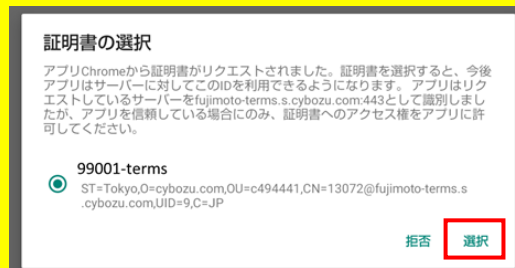 証明書の選択
アプリChromeから証明書がリクエストされました。証明書を選択すると、今後
アプリはサーバーに対してこのIDを利用できるようになります。 アプリはリク
エストしているサーバーをfujimoto-terms.s.cybozu.com:443として識別しまし
たが、アプリを信頼している場合にのみ、証明書へのアクセス権をアプリに許
可してください。
99001-terms
ST=Tokyo,O=cybozu.com,OU=c494441,CN=13072@fujimoto-terms.s
.cybozu.com,UID=9,C=JP
拒否 選択